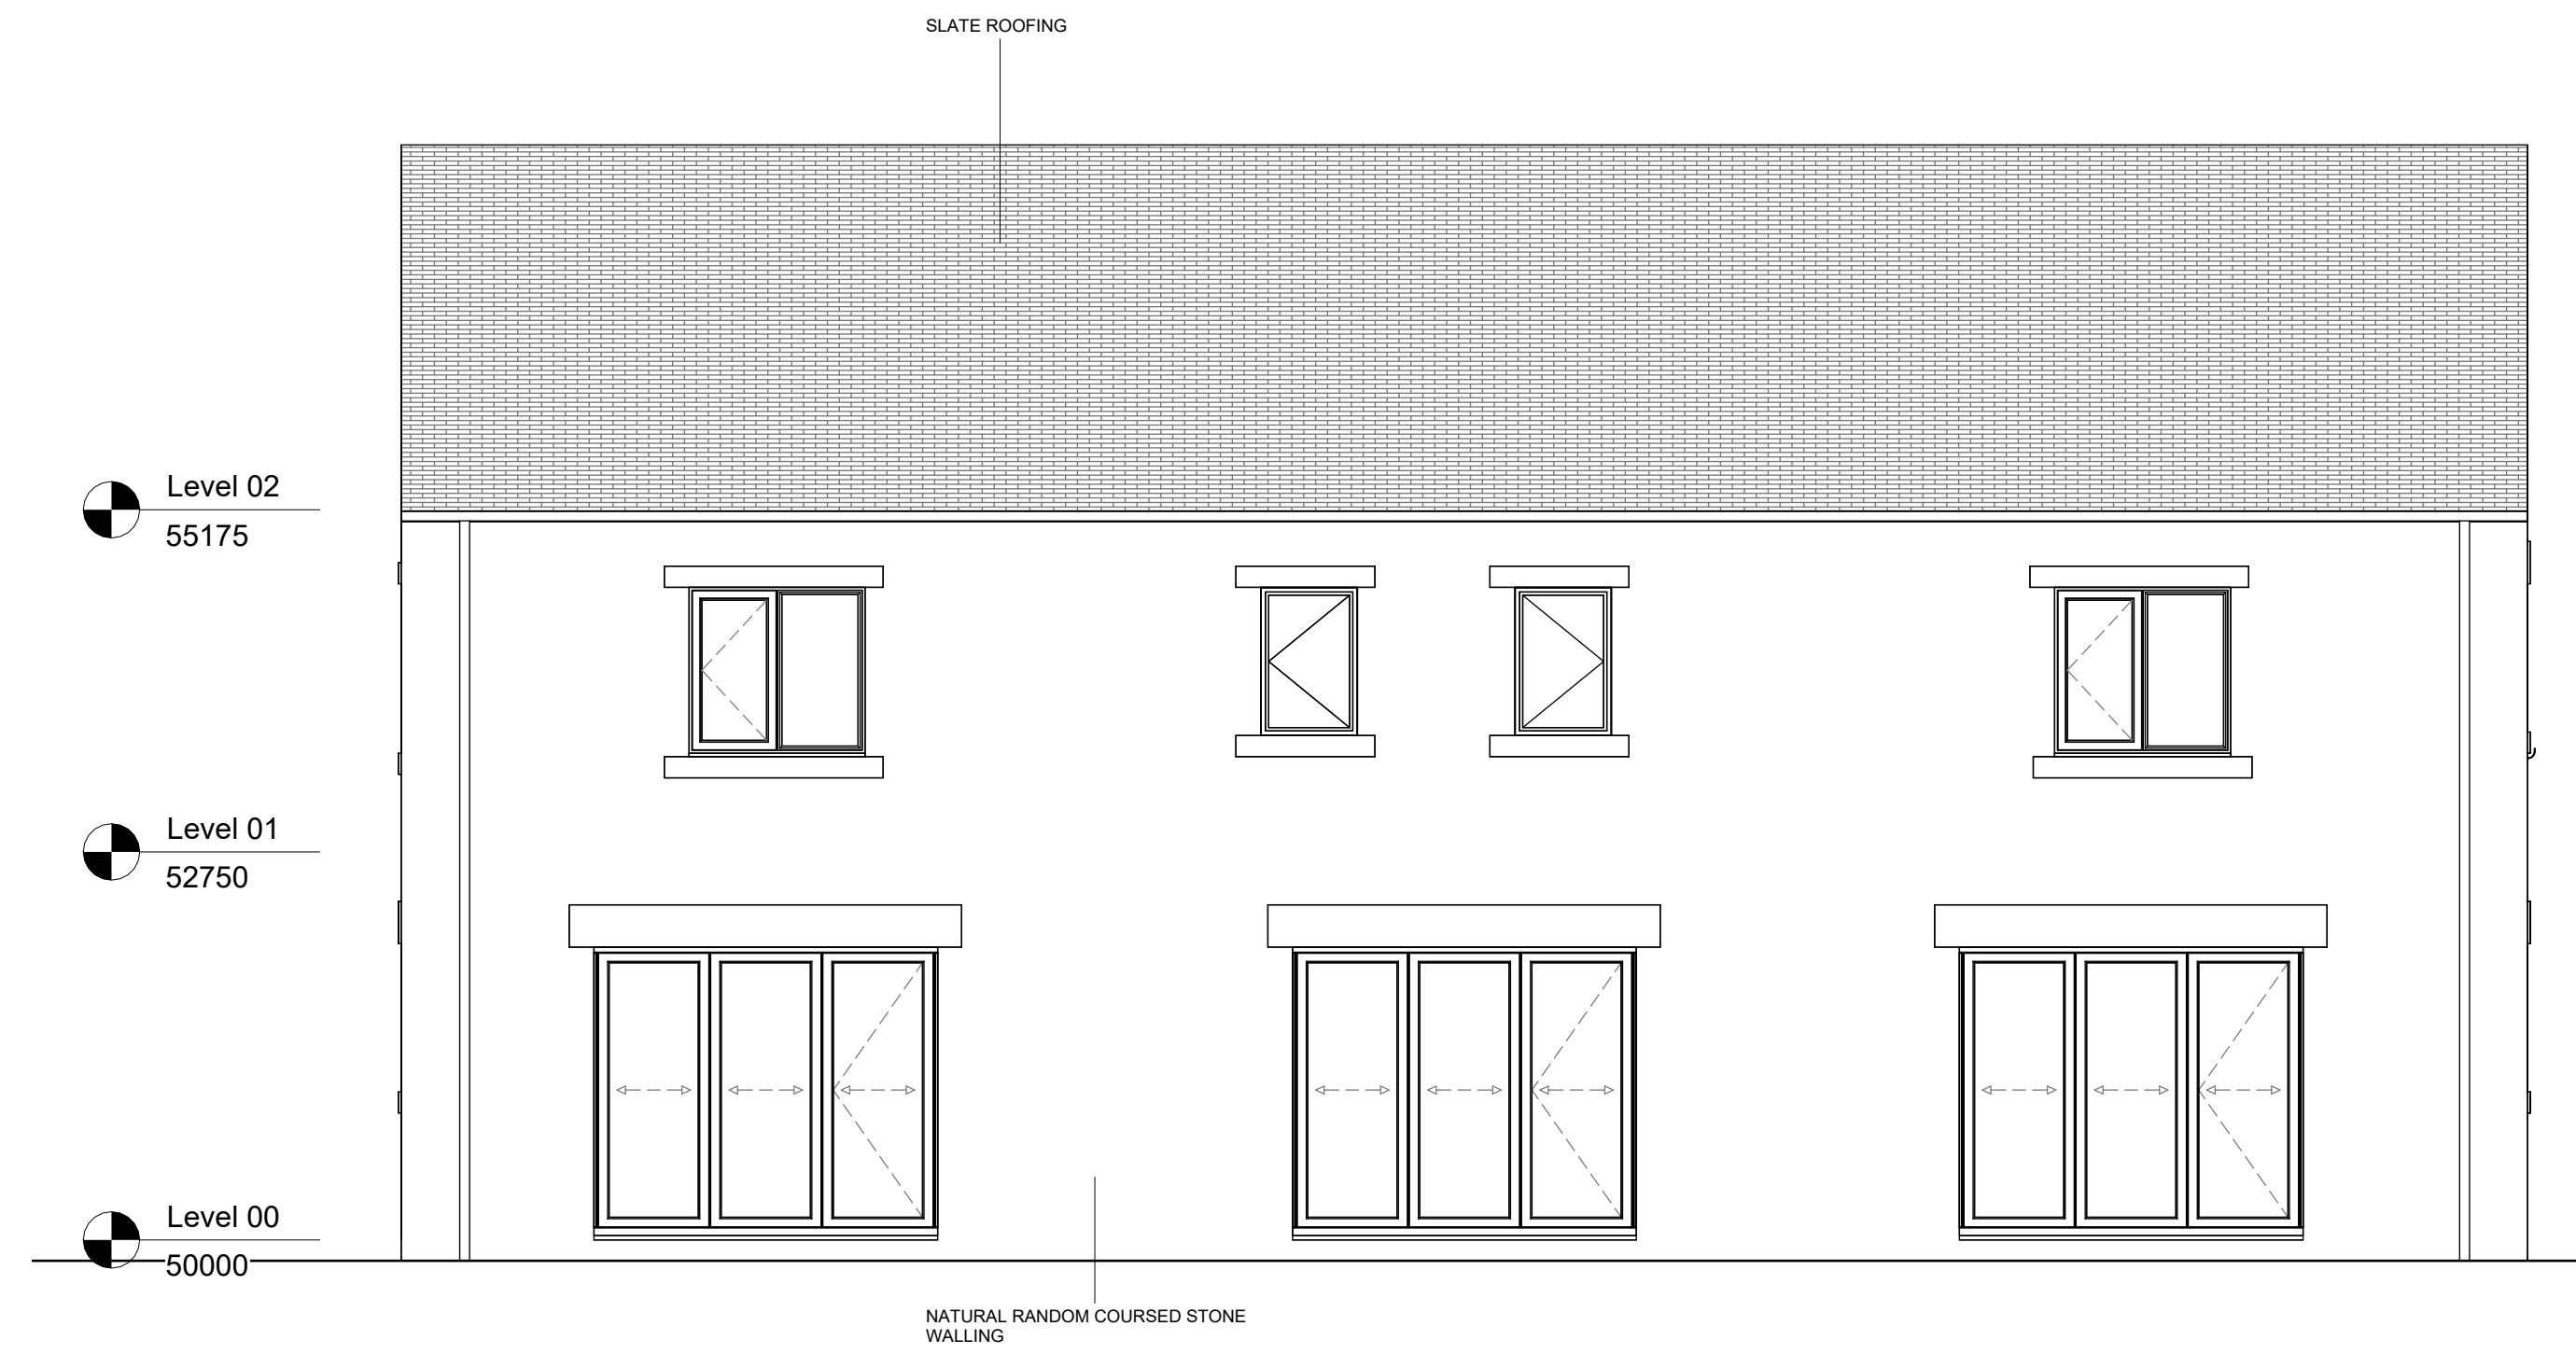 SLATE ROOFING
Level 02
55175
Level 01
52750
Level 00
50000
NATURAL RANDOM COURSED STONE
WALLING